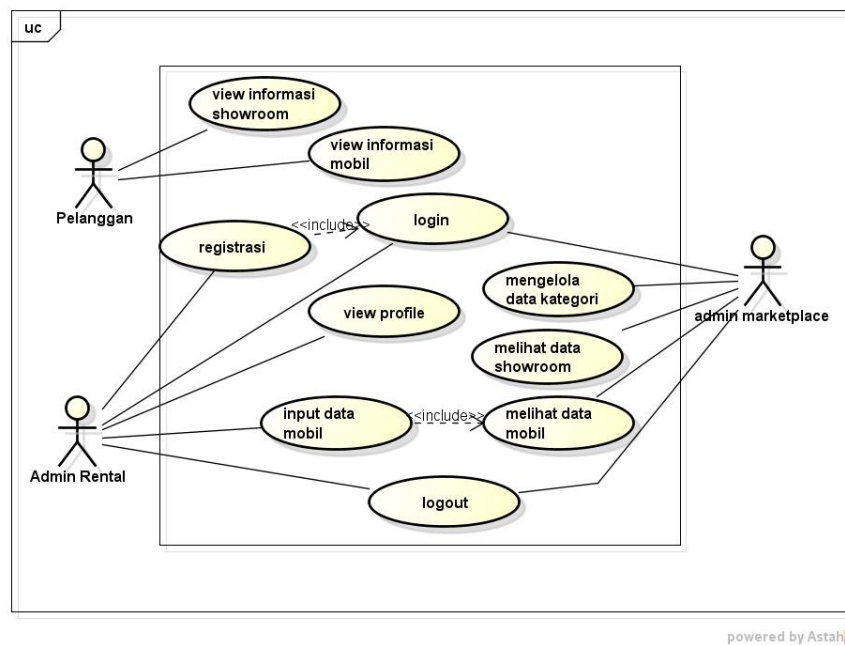 uc
view informasi
showroom
view informasi
mobil
Pelanggan
<<include>>
login
registrasi
mengelola
data kategori
admin marketplace
view profile
melihat data
showroom
input data
mobil
<<include>>
melihat data
mobil
Admin Rental
logout
powered by Astah